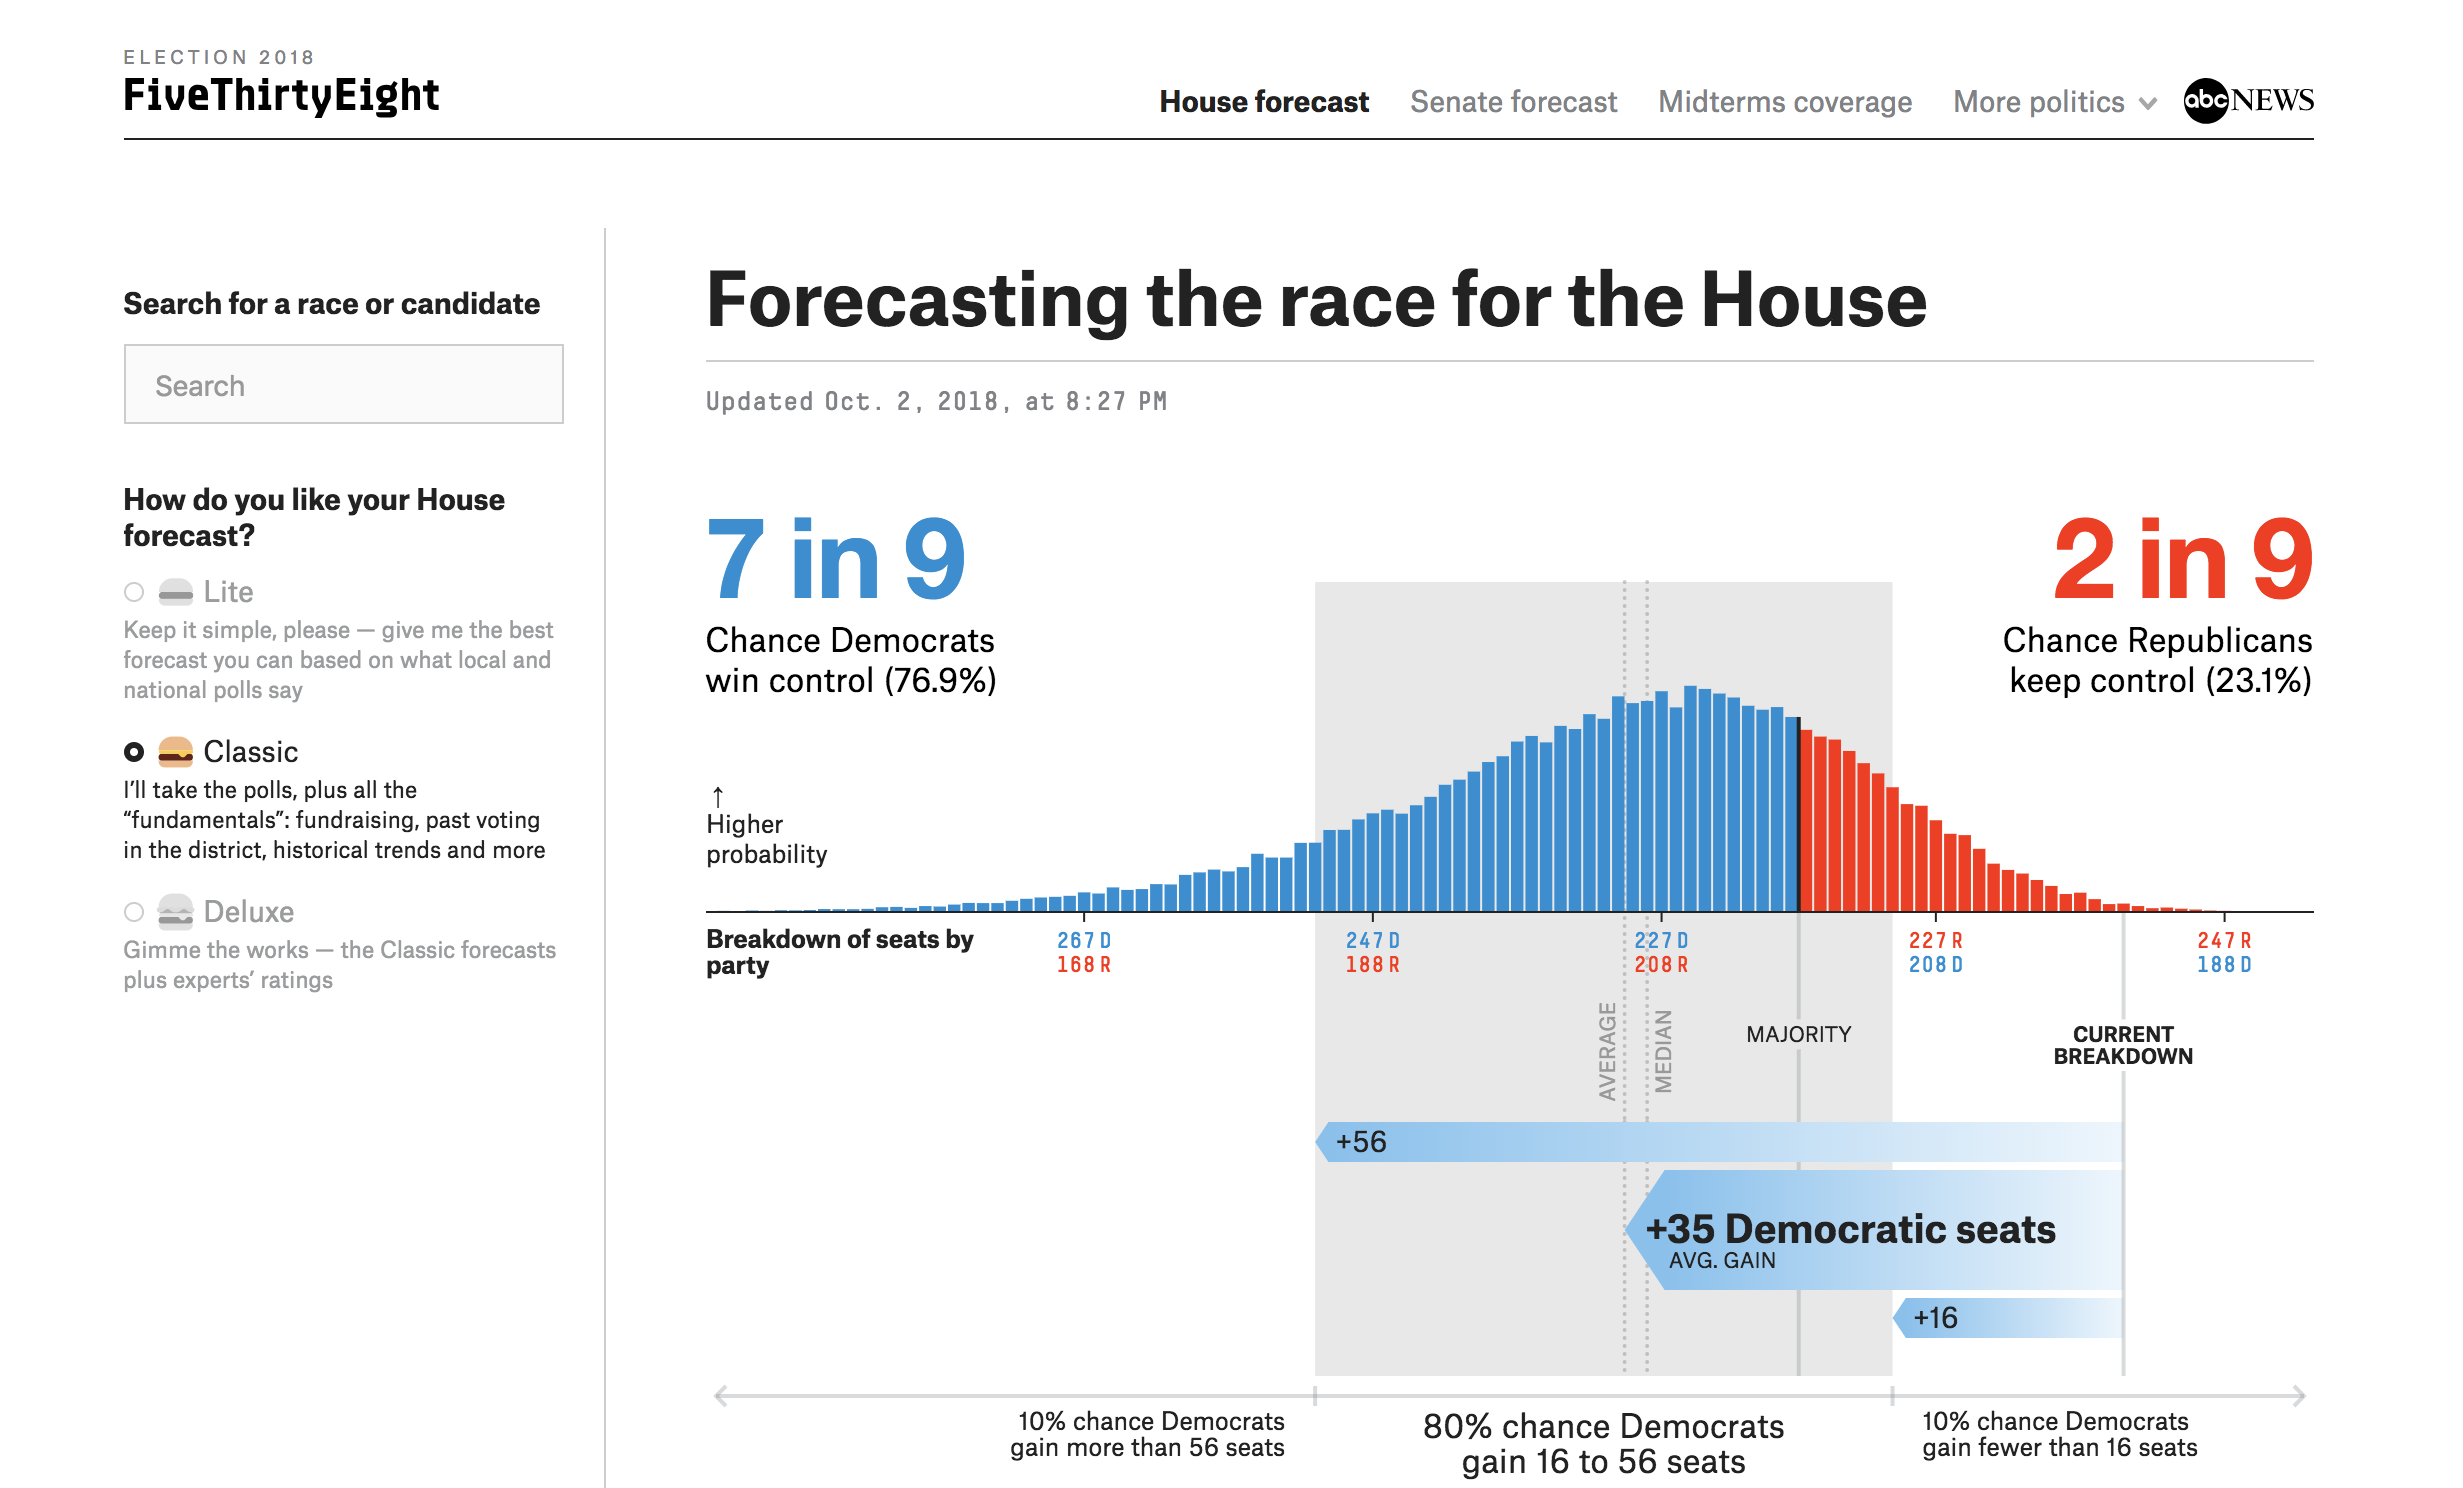 ELECTION 2018
FiveThirtyEight
House forecast
Senate forecast
Midterms coverage
More politics
abc NEWS
Search for a race or candidate
Search
How do you like your House
forecast?
Lite
Keep it simple, please — give me the best
forecast you can based on what local and
national polls say
Classic
I’ll take the polls, plus all the
“fundamentals”: fundraising, past voting
in the district, historical trends and more
Deluxe
Gimme the works — the Classic forecasts
plus experts’ ratings
Forecasting the race for the House
Updated Oct. 2, 2018, at 8:27 PM
7 in 9
Chance Democrats
win control (76.9%)
2 in 9
Chance Republicans
keep control (23.1%)
↑
Higher
probability
Breakdown of seats by
party
267 D
168 R
247 D
188 R
227 D
208 R
227 R
208 D
247 R
188 D
AVERAGE
MEDIAN
MAJORITY
CURRENT
BREAKDOWN
+56
+35 Democratic seats
AVG. GAIN
+16
10% chance Democrats
gain more than 56 seats
80% chance Democrats
gain 16 to 56 seats
10% chance Democrats
gain fewer than 16 seats